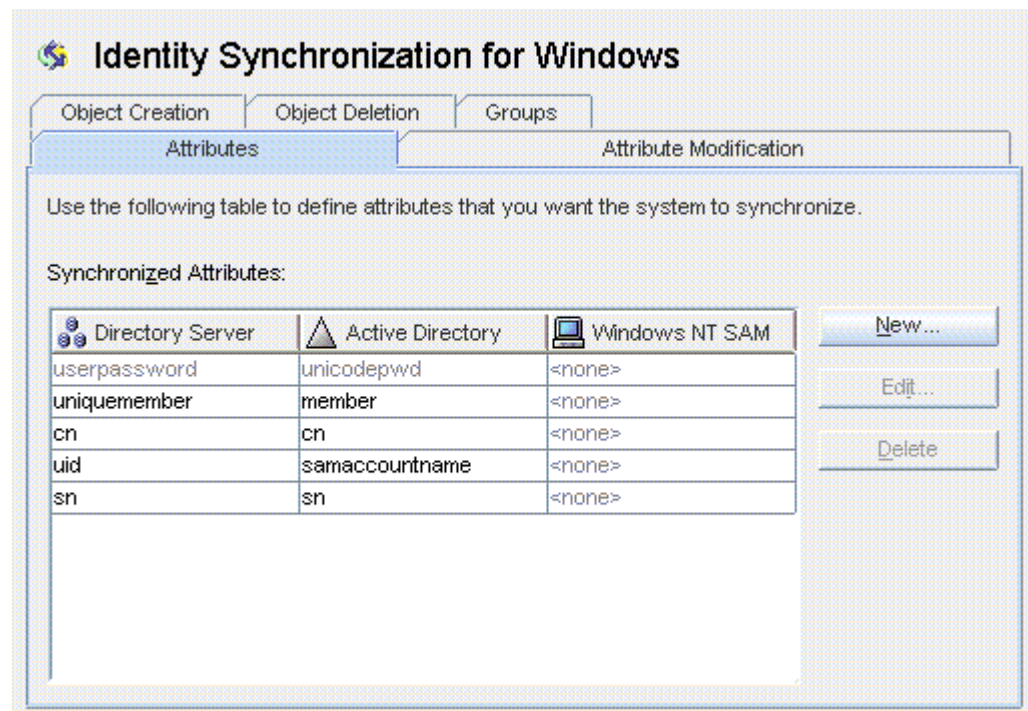 Identity Synchronization for Windows
Object Creation Object Deletion Groups
Attributes Attribute Modification
Use the following table to define attributes that you want the system to synchronize.
Synchronized Attributes:
Directory Server Active Directory Windows NT SAM
userpassword unicodepwd <none>
uniquemember member <none>
cn cn <none>
uid samaccountname <none>
sn sn <none>
New...
Edit...
Delete